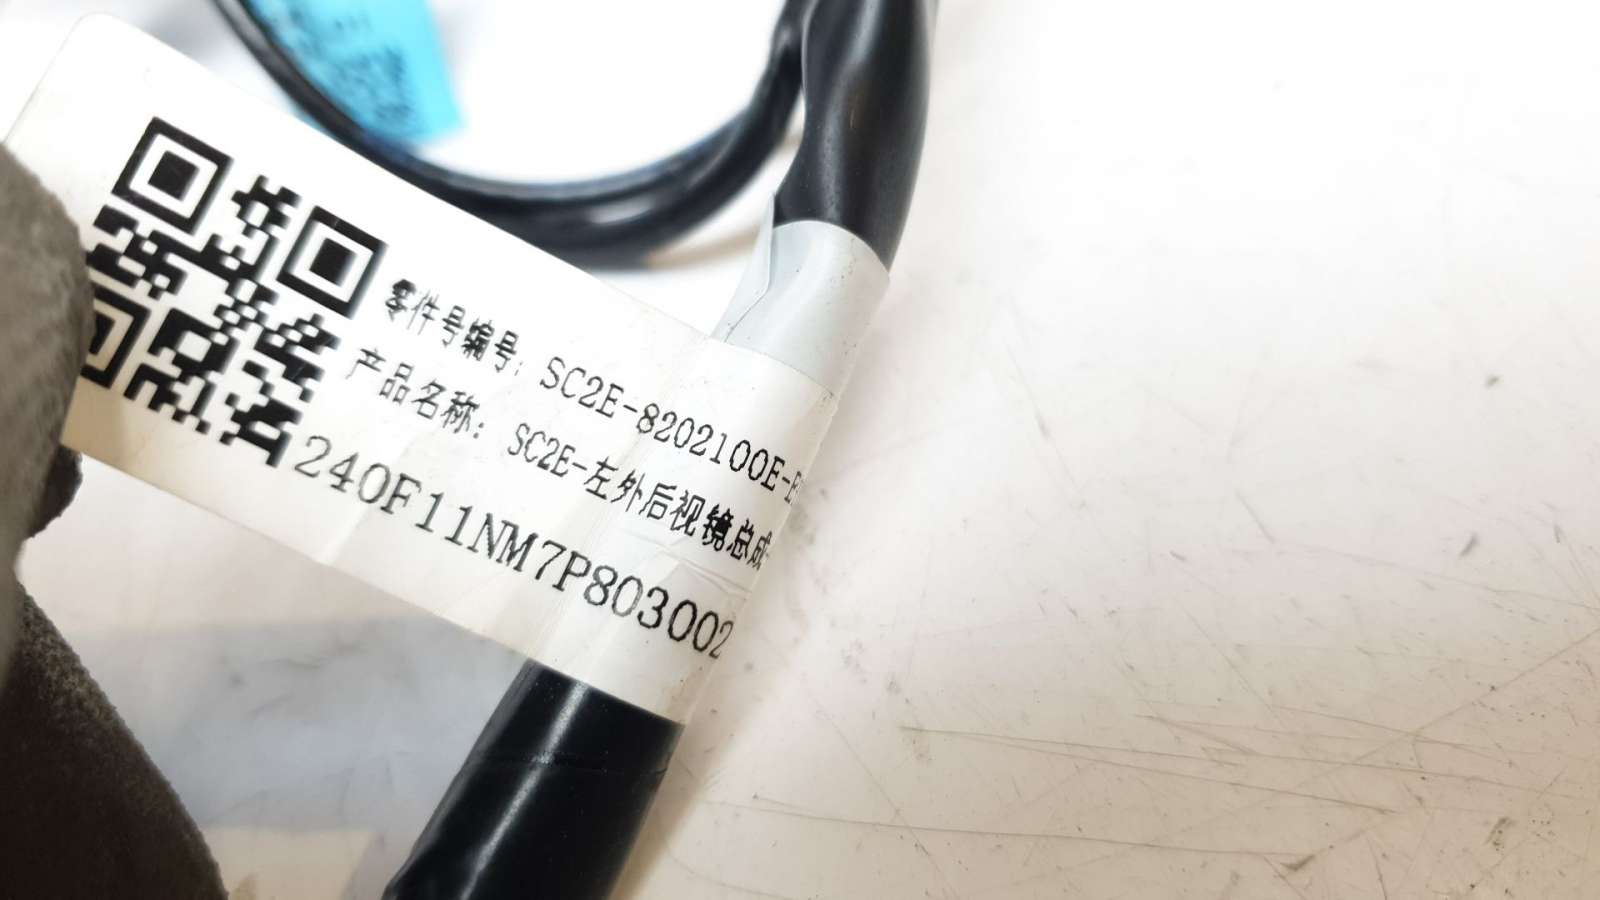 零件号编号: SC2E-8202100E-
产品名称: SC2E-左外后视镜总成
240F11NM7P803002